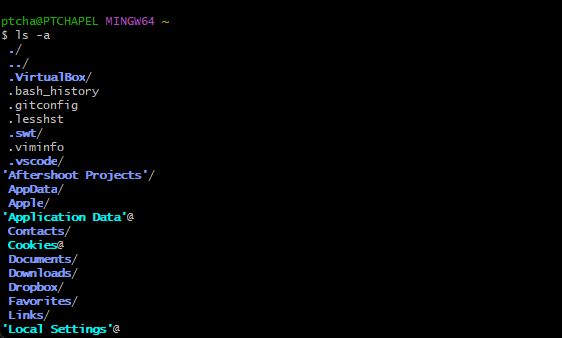 ptcha@PTCHAPEL MINGW64 ~
$ ls -a
./
../
.VirtualBox/
.bash_history
.gitconfig
.lesshst
.swt/
.viminfo
.vscode/
'Aftershoot Projects'/
AppData/
Apple/
'Application Data'@
Contacts/
Cookies@
Documents/
Downloads/
Dropbox/
Favorites/
Links/
'Local Settings'@